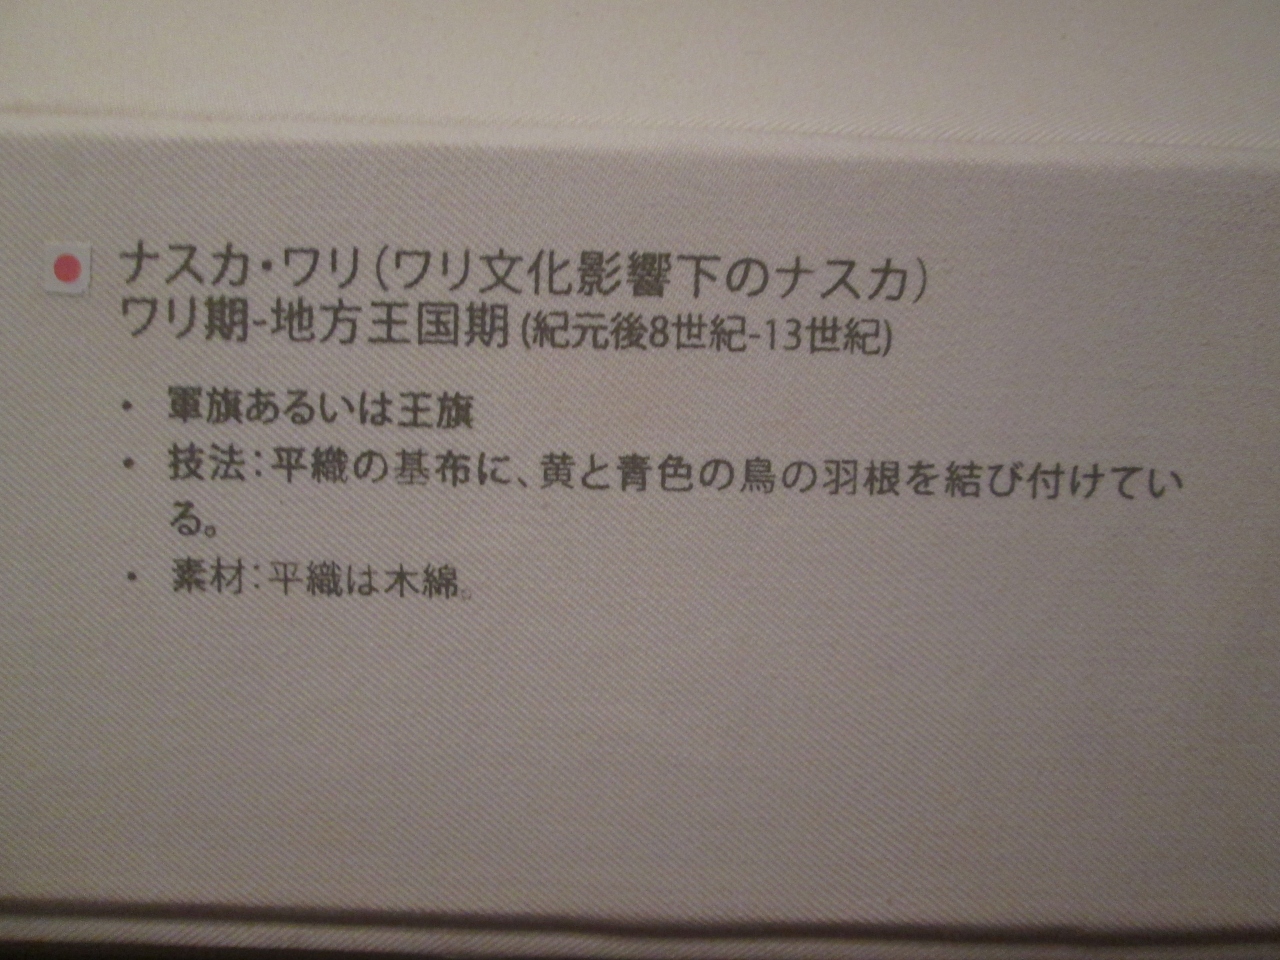 ナスカ・ワリ(ワリ文化影響下のナスカ)
ワリ期-地方王国期 (紀元後8世紀-13世紀)
・ 軍旗あるいは王旗
・ 技法:平織の基布に、黄と青色の鳥の羽根を結び付けてい
る。
・ 素材:平織は木綿。